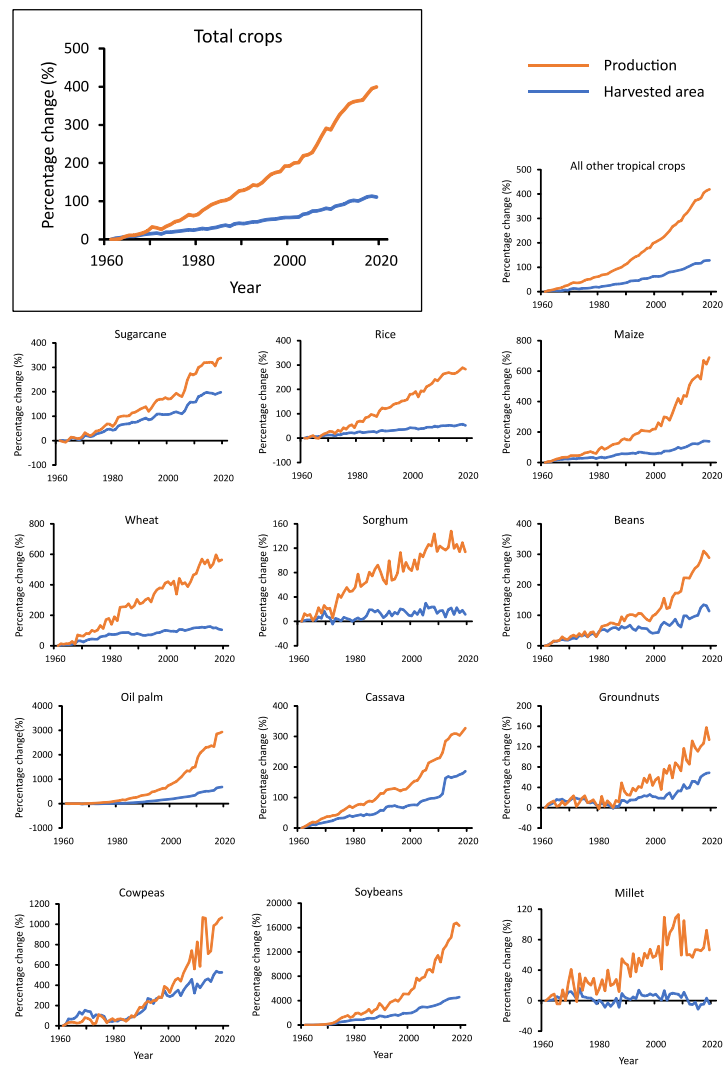 Total crops
Percentage change (%)
500
400
300
200
100
0
1960 1980 2000 2020
Year
Production
Harvested area
All other tropical crops
Percentage change (%)
500
400
300
200
100
0
1960 1980 2000 2020
Sugarcane
Percentage change (%)
400
300
200
100
0
-100
1960 1980 2000 2020
Rice
Percentage change (%)
400
300
200
100
0
-100
1960 1980 2000 2020
Maize
Percentage change (%)
800
600
400
200
0
1960 1980 2000 2020
Wheat
Percentage change (%)
800
600
400
200
0
1960 1980 2000 2020
Sorghum
Percentage change (%)
160
120
80
40
0
-40
1960 1980 2000 2020
Beans
Percentage change (%)
400
300
200
100
0
1960 1980 2000 2020
Oil palm
Percentage change(%)
4000
3000
2000
1000
0
-1000
1960 1980 2000 2020
Cassava
Percentage change (%)
400
300
200
100
0
1960 1980 2000 2020
Groundnuts
Percentage change (%)
200
160
120
80
40
0
-40
1960 1980 2000 2020
Cowpeas
Percentage change (%)
1200
1000
800
600
400
200
0
1960 1980 2000 2020
Year
Soybeans
Percentage change (%)
20000
16000
12000
8000
4000
0
1960 1980 2000 2020
Year
Millet
Percentage change (%)
120
80
40
0
-40
1960 1980 2000 2020
Year